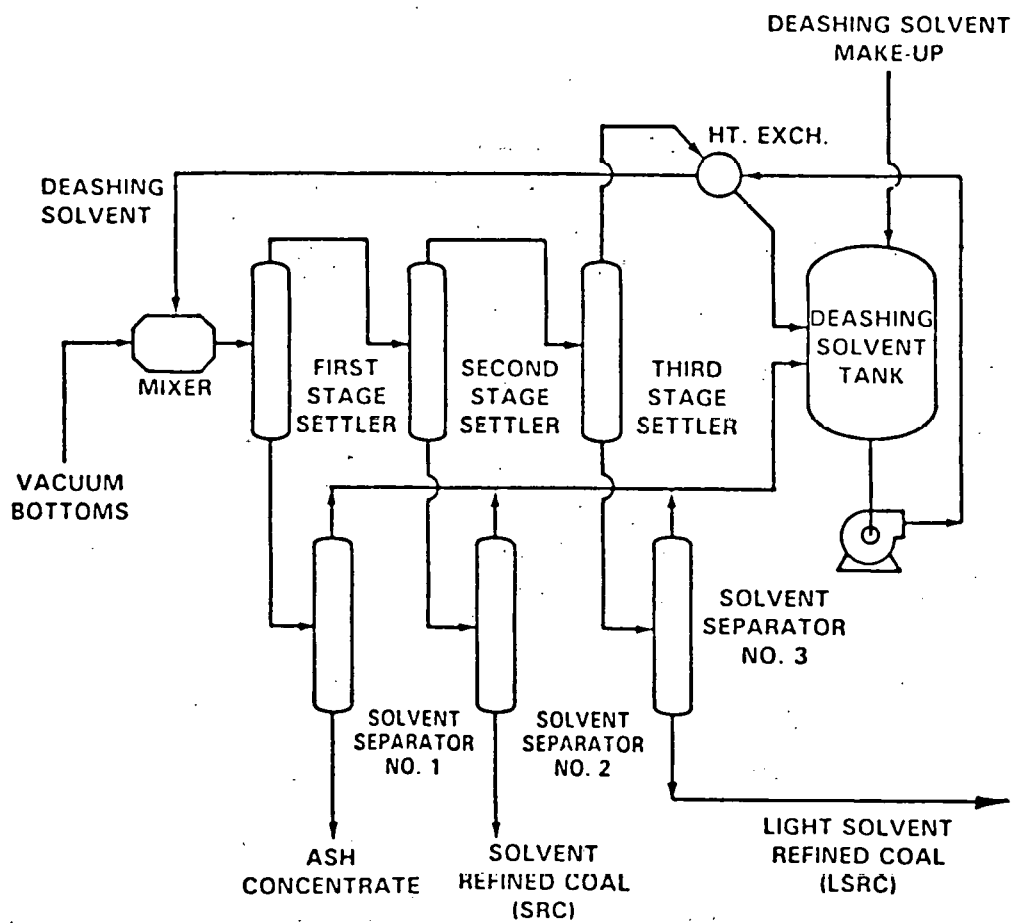 DEASHING SOLVENT
MAKE-UP
HT. EXCH.
DEASHING
SOLVENT
DEASHING
SOLVENT
TANK
MIXER
FIRST
STAGE
SETTLER
SECOND
STAGE
SETTLER
THIRD
STAGE
SETTLER
VACUUM
BOTTOMS
SOLVENT
SEPARATOR
NO. 3
SOLVENT
SEPARATOR
NO. 1
SOLVENT
SEPARATOR
NO. 2
ASH
CONCENTRATE
SOLVENT
REFINED COAL
(SRC)
LIGHT SOLVENT
REFINED COAL
(LSRC)